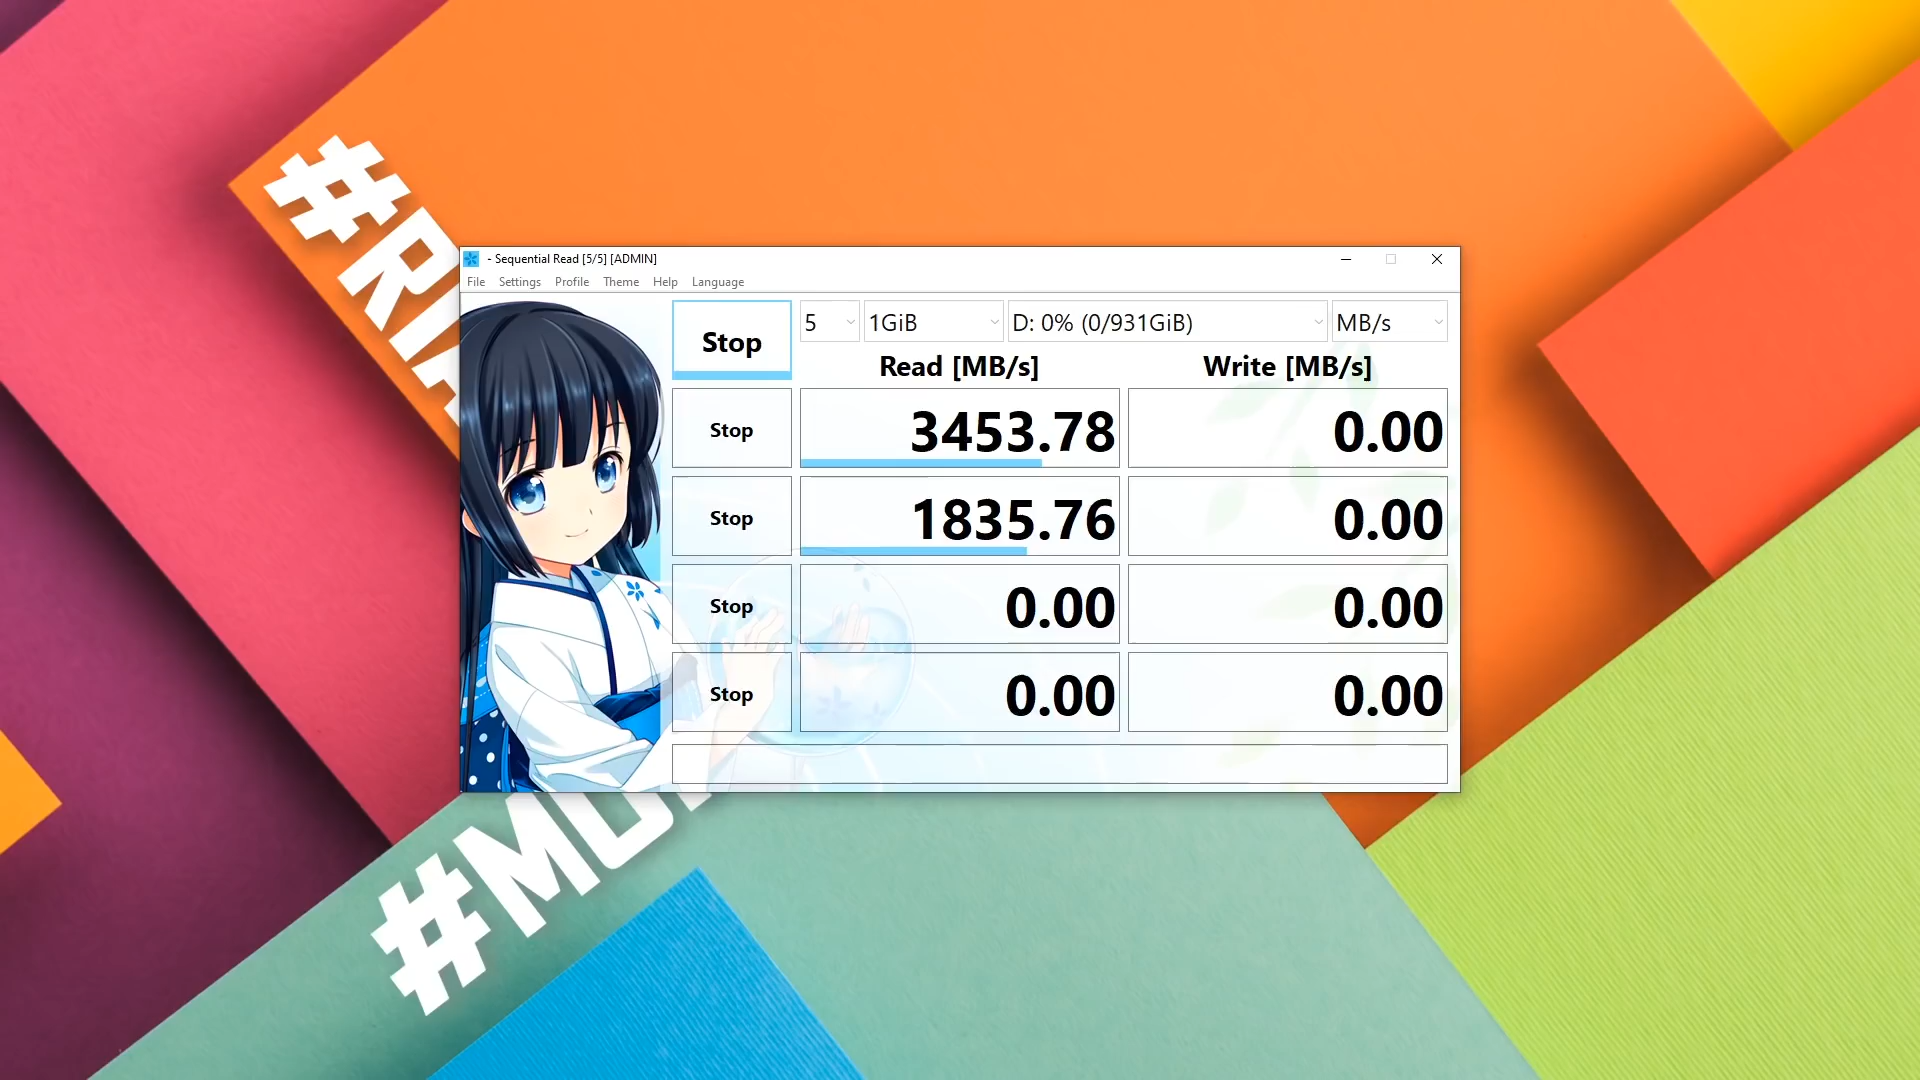 #RIA
- Sequential Read [5/5] [ADMIN]
File Settings Profile Theme Help Language
Stop 5 1GiB D: 0% (0/931GiB) MB/s
Read [MB/s] Write [MB/s]
Stop 3453.78 0.00
Stop 1835.76 0.00
Stop 0.00 0.00
Stop 0.00 0.00